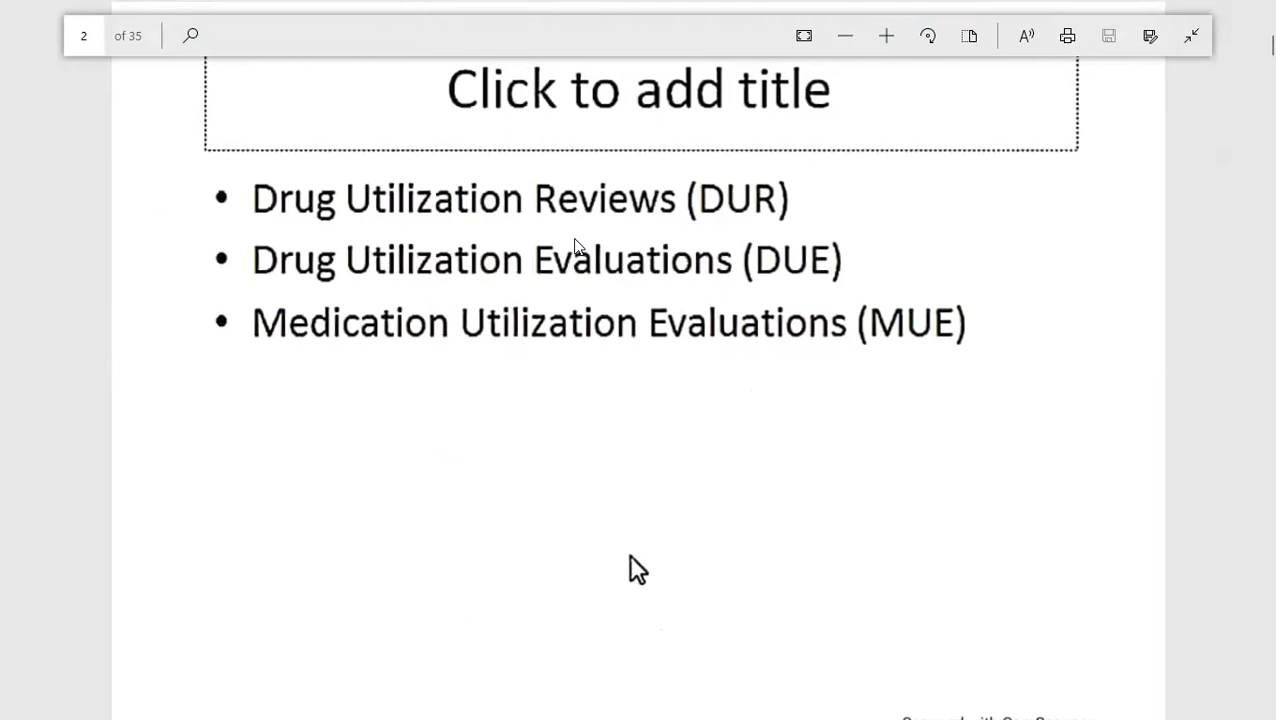 2 of 35
Click to add title
• Drug Utilization Reviews (DUR)
• Drug Utilization Evaluations (DUE)
• Medication Utilization Evaluations (MUE)